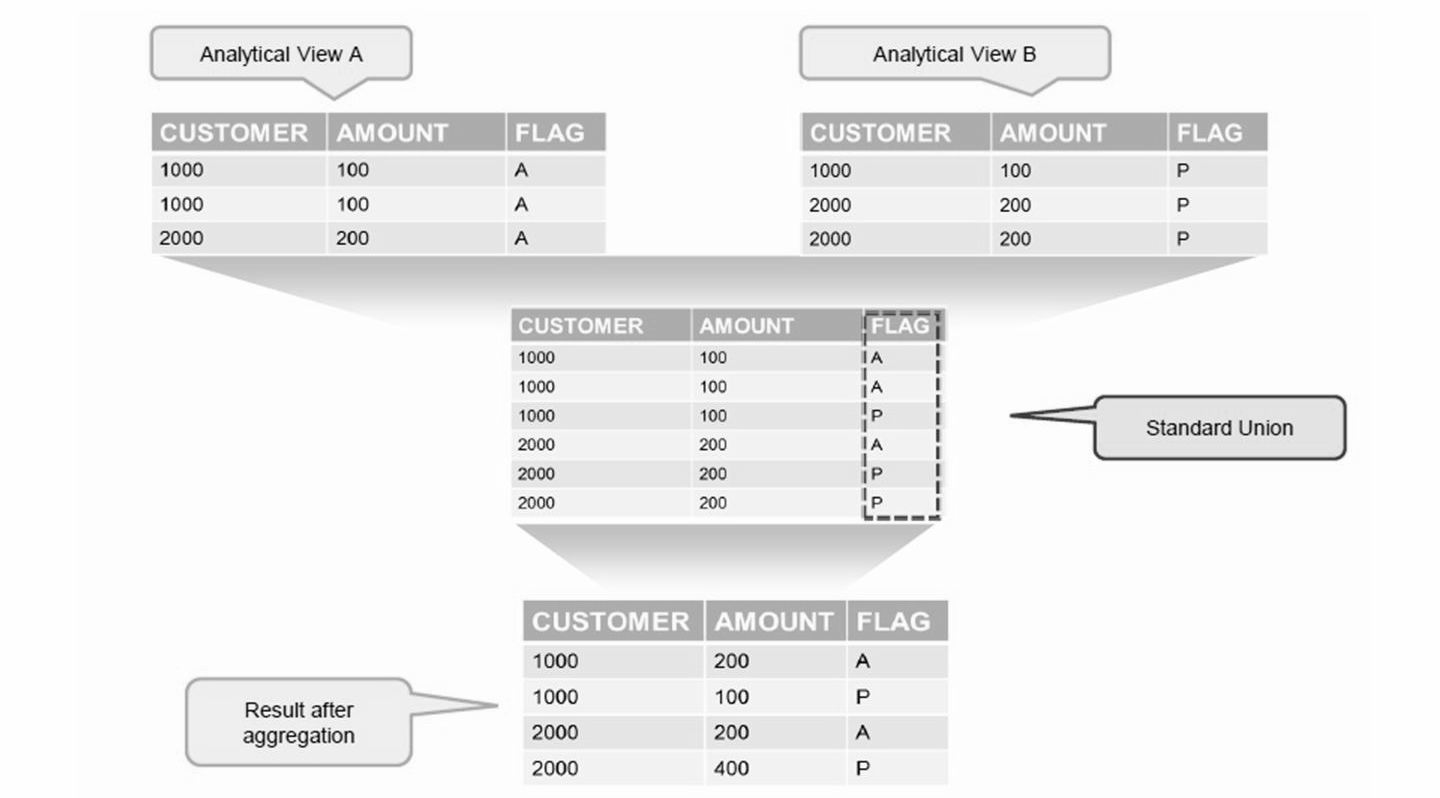 Analytical View A
Analytical View B
CUSTOMER AMOUNT FLAG
1000 100 A
1000 100 A
2000 200 A
CUSTOMER AMOUNT FLAG
1000 100 P
2000 200 P
2000 200 P
CUSTOMER AMOUNT FLAG
1000 100 A
1000 100 A
1000 100 P
2000 200 A
2000 200 P
2000 200 P
Standard Union
CUSTOMER AMOUNT FLAG
1000 200 A
1000 100 P
2000 200 A
2000 400 P
Result after
aggregation